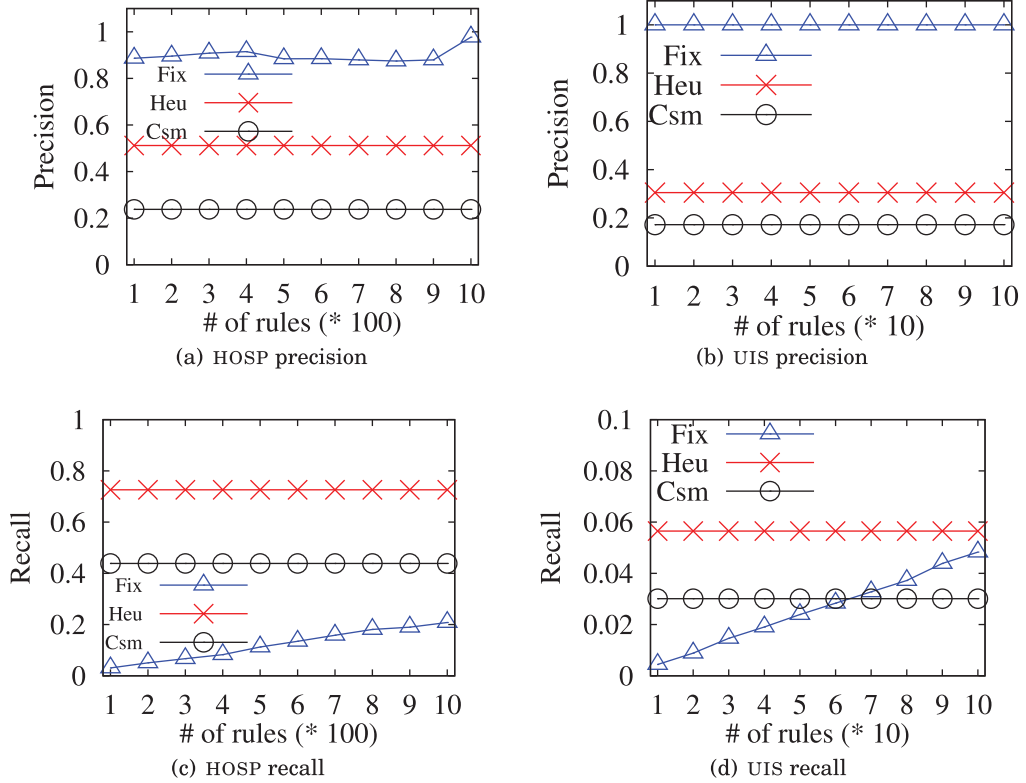 1
0.8
0.6
0.4
0.2
0
Precision
Fix
Heu
Csm
1 2 3 4 5 6 7 8 9 10
# of rules (* 100)
(a) HOSP precision
1
0.8
0.6
0.4
0.2
0
Precision
Fix
Heu
Csm
1 2 3 4 5 6 7 8 9 10
# of rules (* 10)
(b) UIS precision
1
0.8
0.6
0.4
0.2
0
Recall
Fix
Heu
Csm
1 2 3 4 5 6 7 8 9 10
# of rules (* 100)
(c) HOSP recall
0.1
0.08
0.06
0.04
0.02
0
Recall
Fix
Heu
Csm
1 2 3 4 5 6 7 8 9 10
# of rules (* 10)
(d) UIS recall